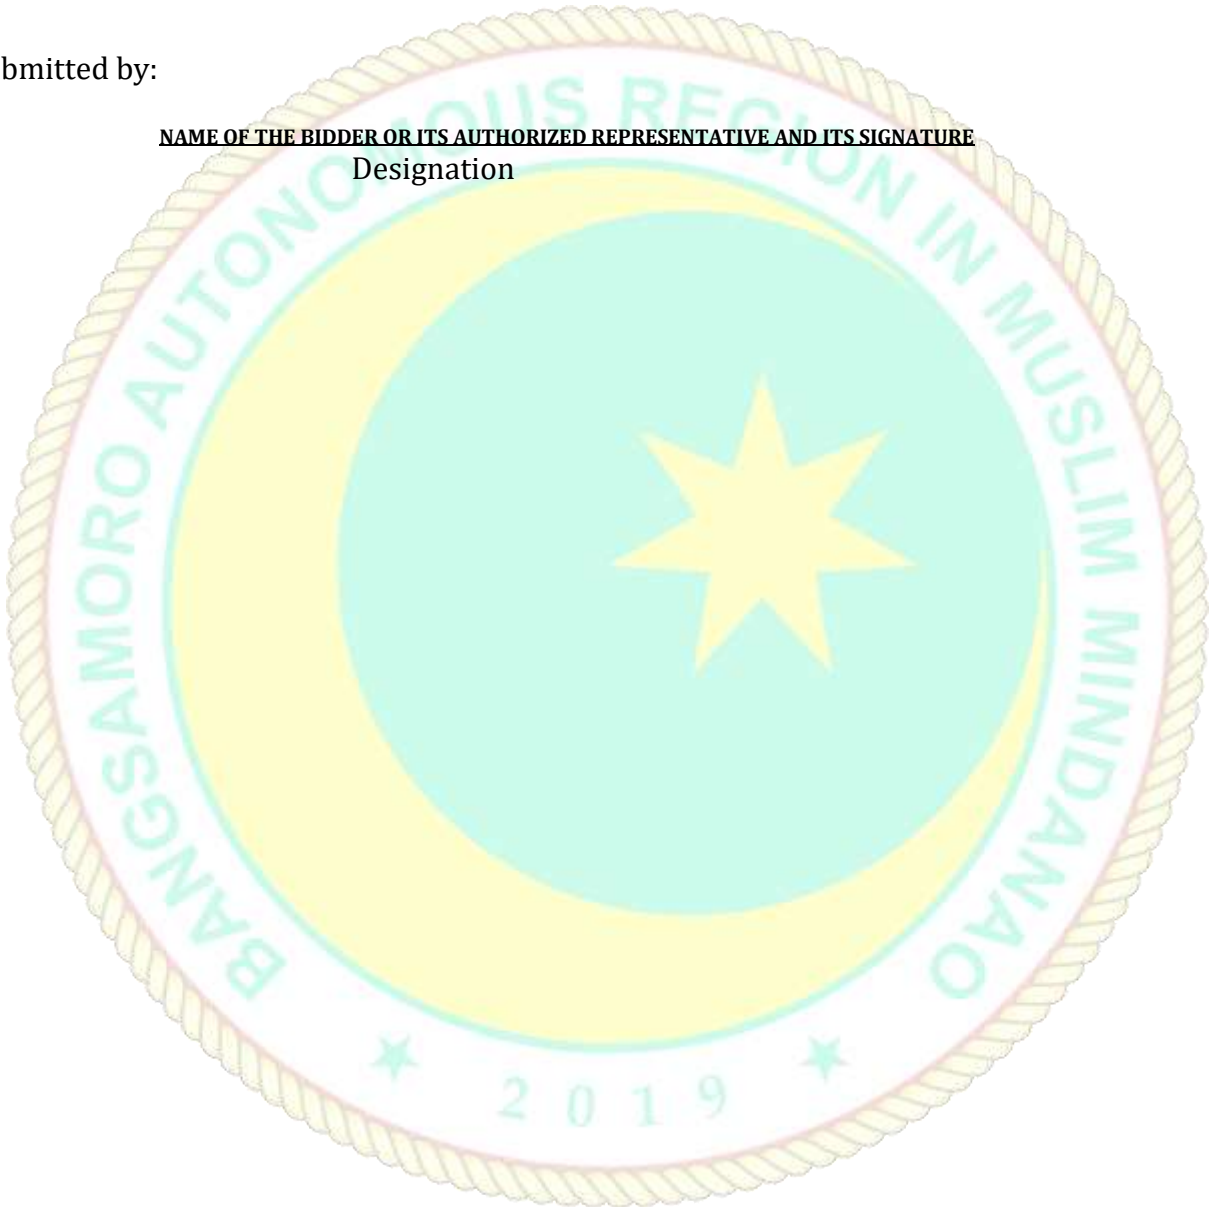 bmitted by:
NAME OF THE BIDDER OR ITS AUTHORIZED REPRESENTATIVE AND ITS SIGNATURE
Designation
BANGSAMORO AUTONOMOUS REGION IN MUSLIM MINDANAO
2019